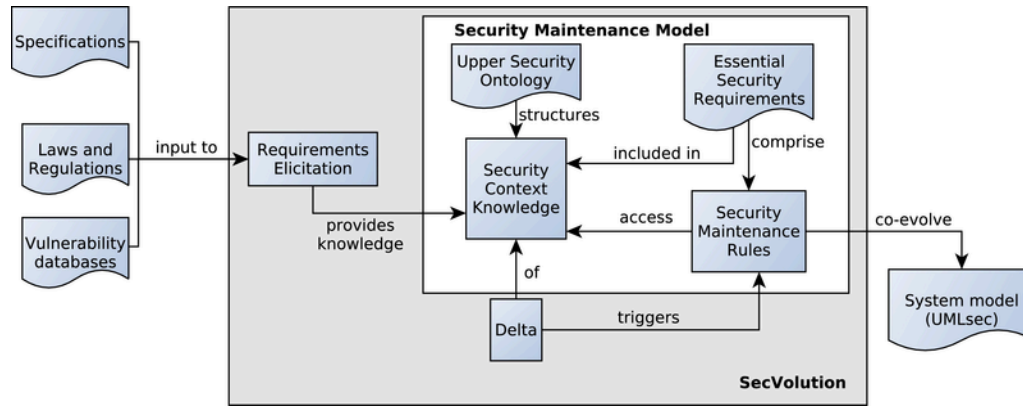 Specifications
Laws and
Regulations
Vulnerability
databases
input to
Requirements
Elicitation
provides
knowledge
Security Maintenance Model
Upper Security
Ontology
structures
Essential
Security
Requirements
included in
comprise
Security
Context
Knowledge
access
Security
Maintenance
Rules
of
Delta
triggers
co-evolve
System model
(UMLsec)
SecVolution